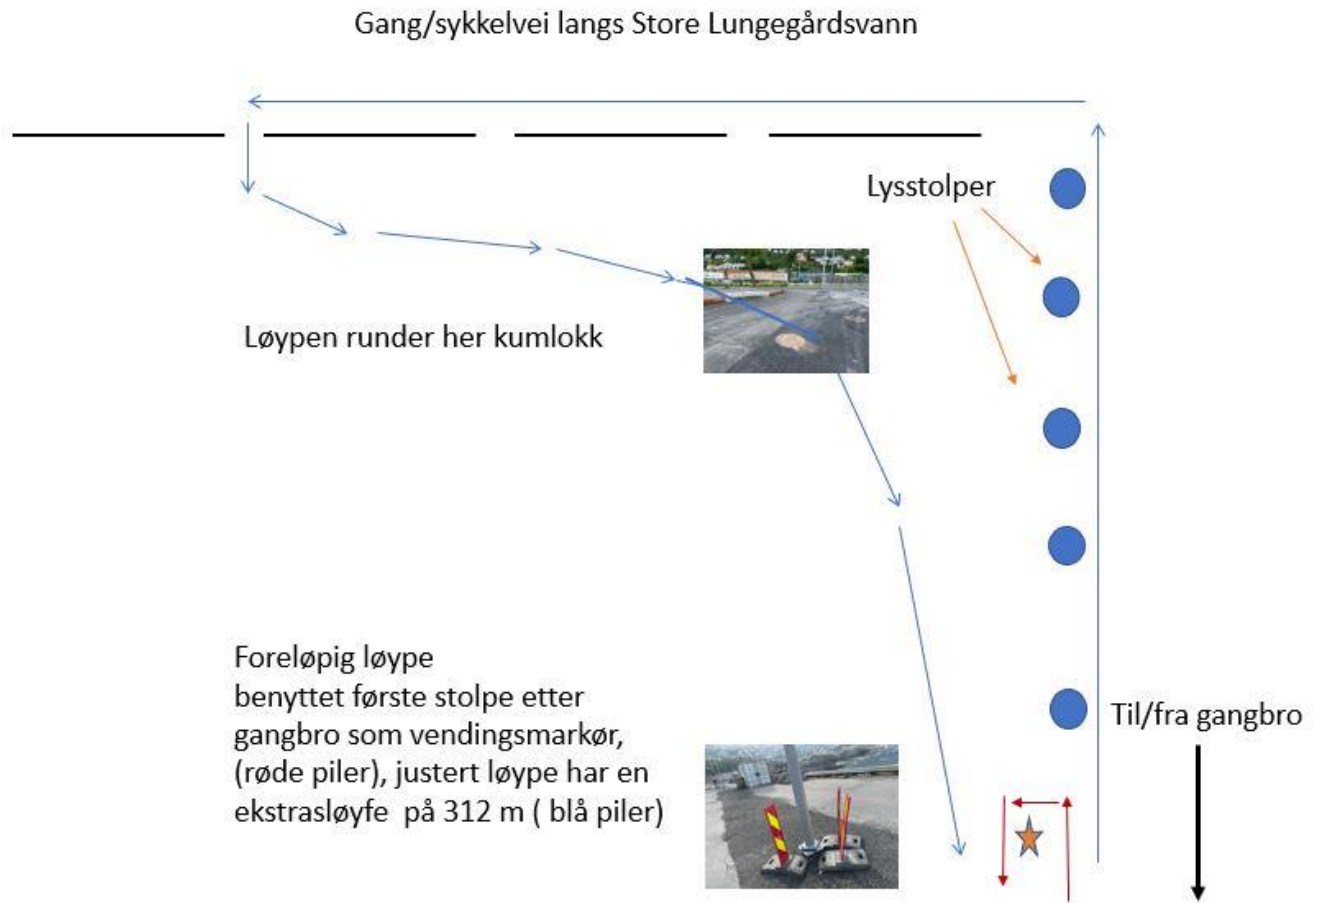 Gang/sykkelvei langs Store Lungegårdsvann
Lysstolper
Løypen runder her kumlokk
Foreløpig løype
benyttet første stolpe etter
gangbro som vendingsmarkør,
(røde piler), justert løype har en
ekstrasløyfe  på 312 m ( blå piler)
Til/fra gangbro